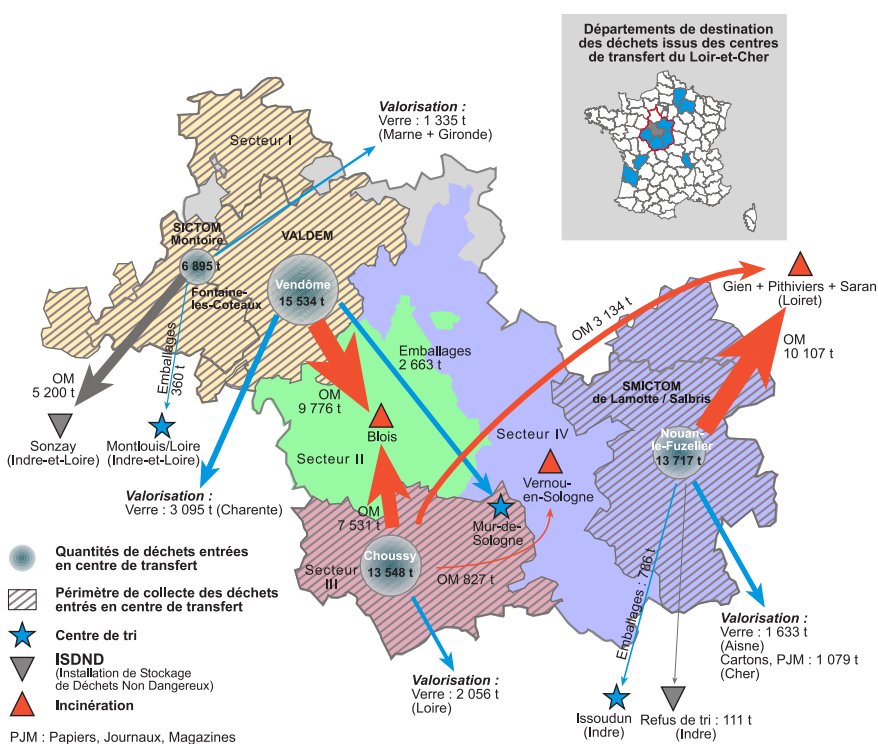 Départements de destination
des déchets issus des centres
de transfert du Loir-et-Cher
Valorisation :
Verre : 1 335 t
(Marne + Gironde)
Secteur I
SICTOM
Montoire
6 895 t
VALDEM
Vendôme
15 534 t
Fontaine-
les-Coteaux
Gien + Pithiviers + Saran
(Loiret)
OM 3 134 t
OM
10 107 t
Emballages
360 t
OM
5 200 t
Emballages
2 663 t
SMICTOM
de Lamotte / Salbris
OM
9 776 t
Blois
Secteur II
Secteur IV
Nouan-
le-Fuzelier
13 717 t
Sonzay
(Indre-et-Loire)
Montlouis/Loire
(Indre-et-Loire)
Vernou-
en-Sologne
Valorisation :
Verre : 3 095 t (Charente)
OM
7 531 t
Mur-de-
Sologne
Quantités de déchets entrées
en centre de transfert
Choussy
13 548 t
Secteur
III
OM 827 t
Emballages : 786 t
Périmètre de collecte des déchets
entrés en centre de transfert
Centre de tri
ISDND
(Installation de Stockage
de Déchets Non Dangereux)
Incinération
PJM : Papiers, Journaux, Magazines
Valorisation :
Verre : 2 056 t
(Loire)
Valorisation :
Verre : 1 633 t
(Aisne)
Cartons, PJM : 1 079 t
(Cher)
Issoudun
(Indre)
Refus de tri : 111 t
(Indre)